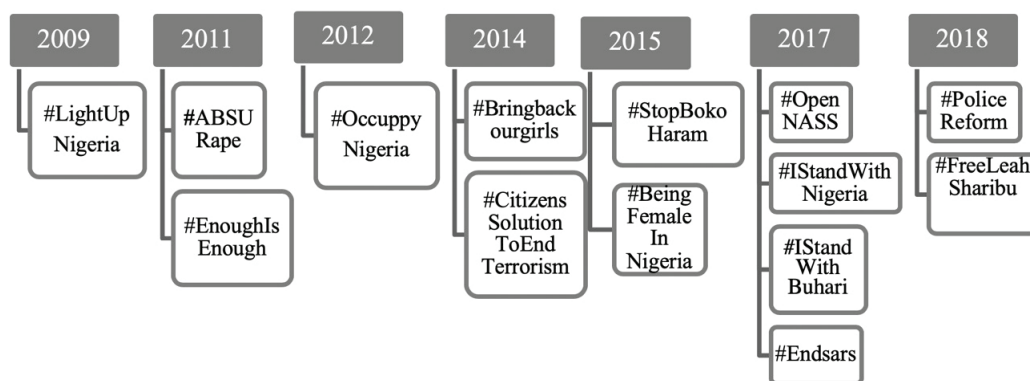 2009
#LightUp
Nigeria
2011
#ABSU
Rape
#EnoughIs
Enough
2012
#Occuppy
Nigeria
2014
#Bringback
ourgirls
#Citizens
Solution
ToEnd
Terrorism
2015
#StopBoko
Haram
#Being
Female
In
Nigeria
2017
#Open
NASS
#IStandWith
Nigeria
#IStand
With
Buhari
#Endsars
2018
#Police
Reform
#FreeLeah
Sharibu